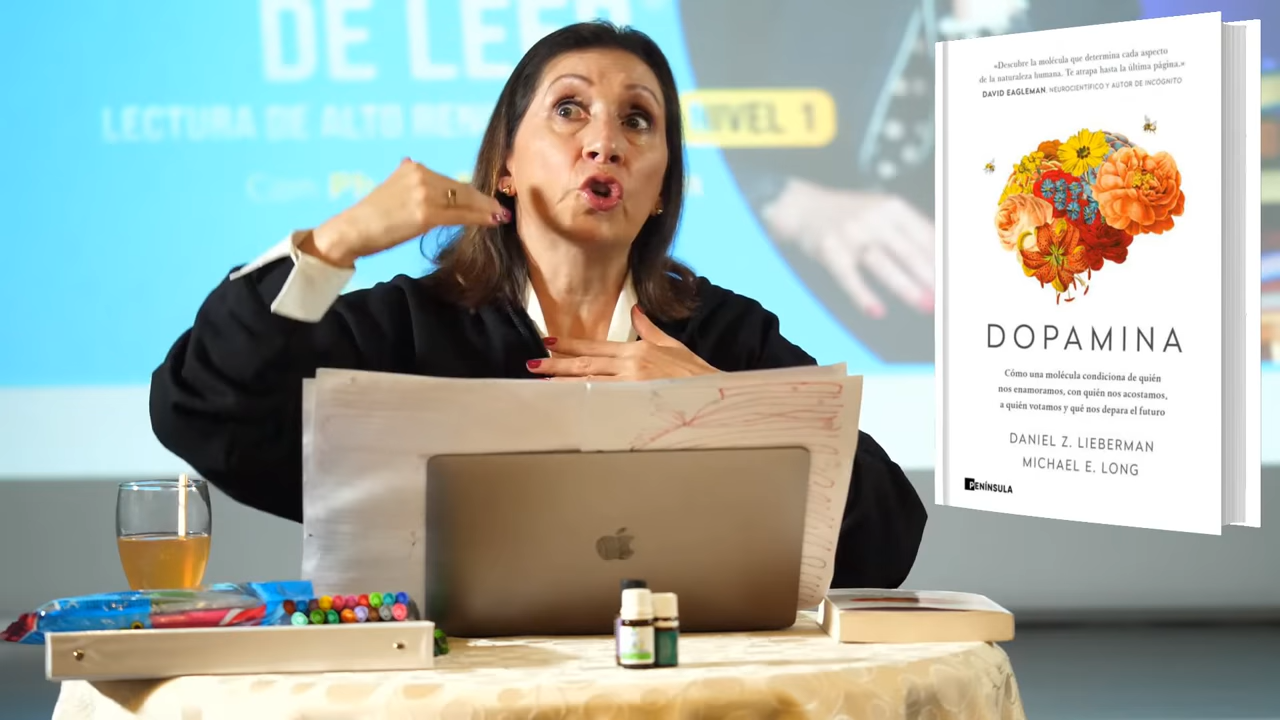 DE LEER
LECTURA DE ALTO REN
NIVEL 1
Con
«Descubre la molécula que determina cada aspecto
de la naturaleza humana. Te atrapa hasta la última página.»
DAVID EAGLEMAN, NEUROCIENTÍFICO Y AUTOR DE INCÓGNITO
DOPAMINA
Cómo una molécula condiciona de quién
nos enamoramos, con quién nos acostamos,
a quién votamos y qué nos depara el futuro
DANIEL Z. LIEBERMAN
MICHAEL E. LONG
PENÍNSULA